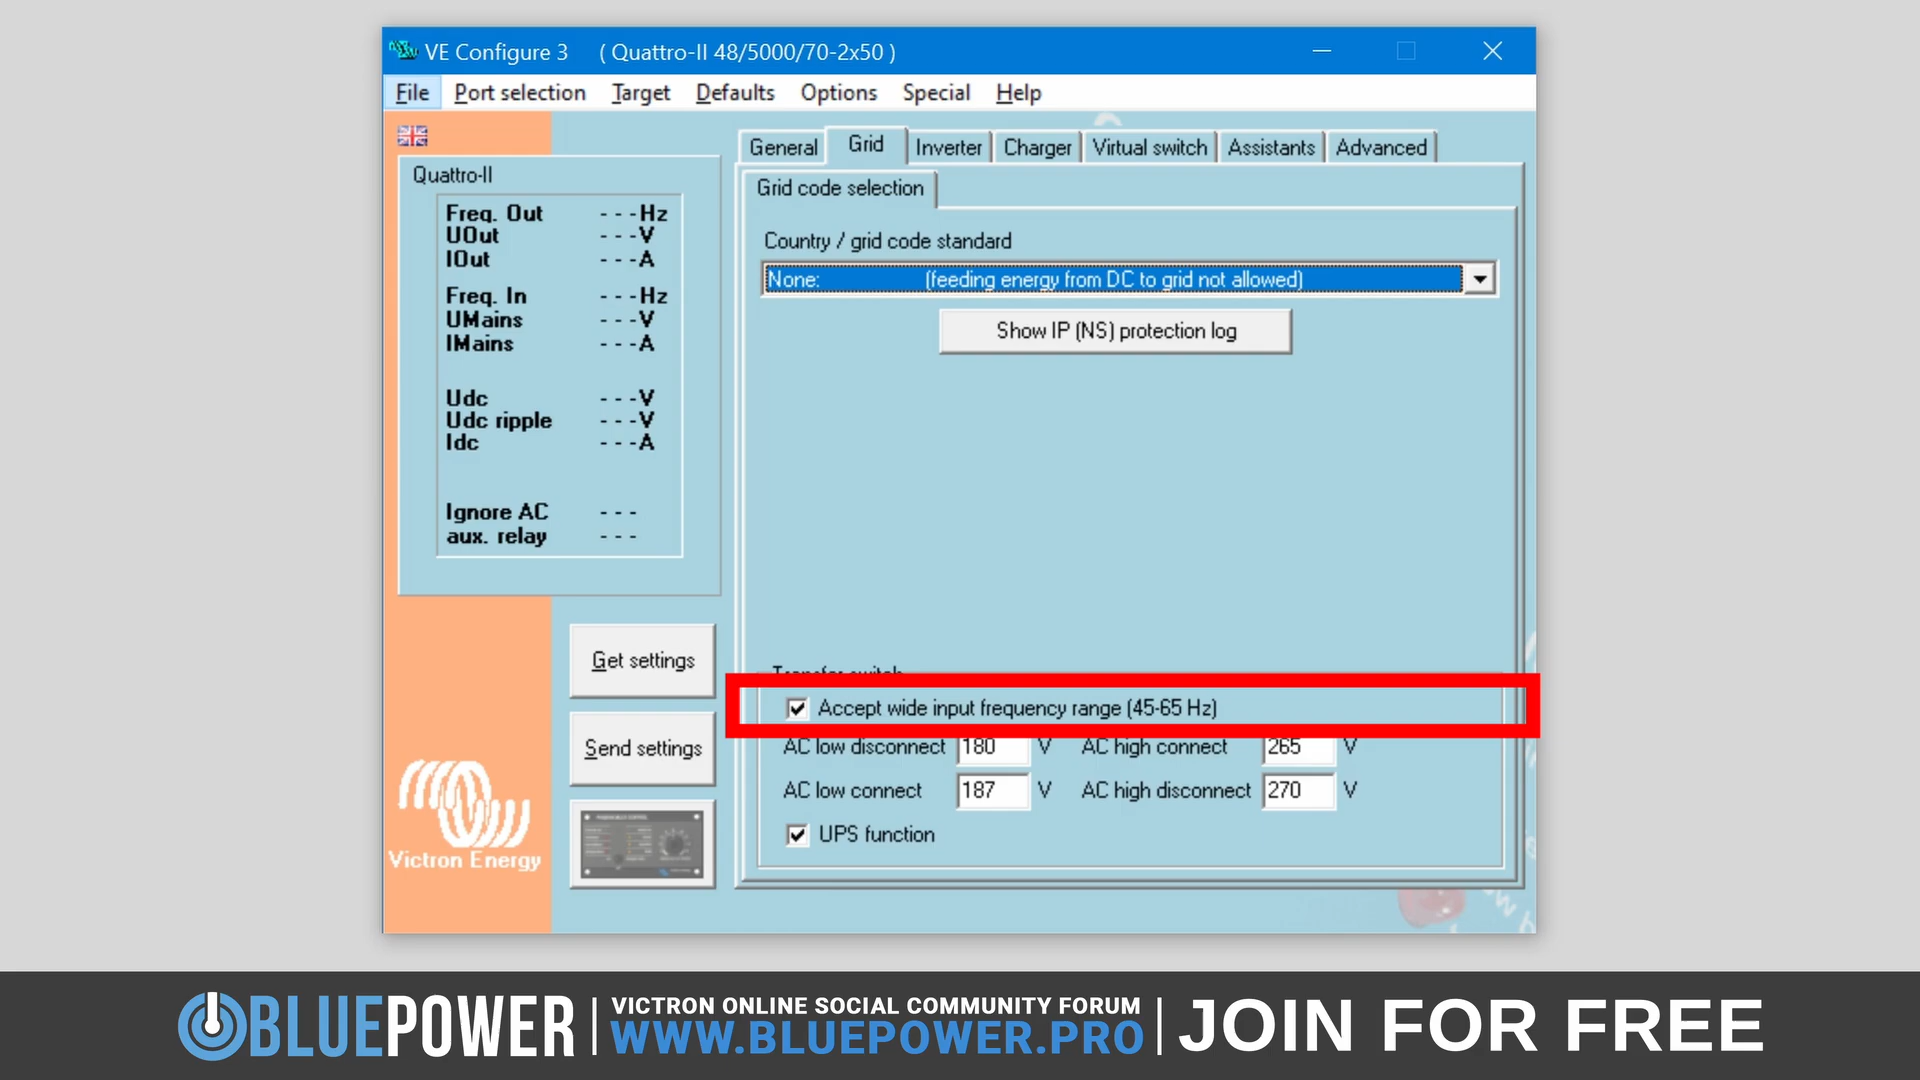 VE Configure 3 ( Quattro-II 48/5000/70-2x50 )
File Port selection Target Defaults Options Special Help
General Grid Inverter Charger Virtual switch Assistants Advanced
Quattro-II
Freq. Out ---Hz
UOut ---V
IOut ---A
Freq. In ---Hz
UMains ---V
IMains ---A
Udc ---V
Udc ripple ---V
Idc ---A
Ignore AC ---
aux. relay ---
Get settings
Send settings
Victron Energy
Grid code selection
Country / grid code standard
None: (feeding energy from DC to grid not allowed)
Show IP (NS) protection log
Transfer switch
Accept wide input frequency range (45-65 Hz)
AC low disconnect 180 V AC high connect 265 V
AC low connect 187 V AC high disconnect 270 V
UPS function
BLUEPOWER
VICTRON ONLINE SOCIAL COMMUNITY FORUM
WWW.BLUEPOWER.PRO
JOIN FOR FREE